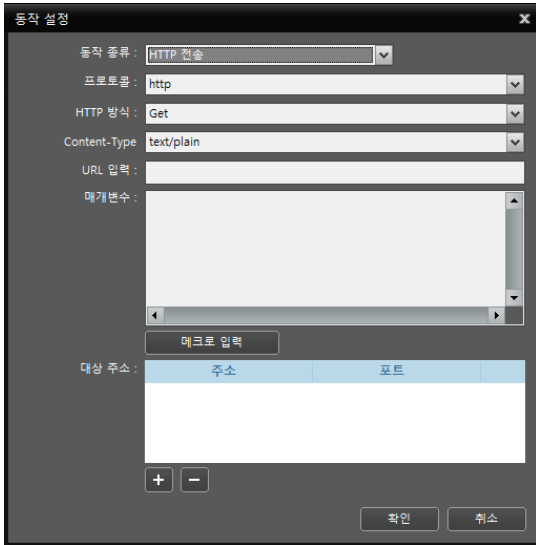 동작 설정
동작 종류 : HTTP 전송
프로토콜 : http
HTTP 방식 : Get
Content-Type text/plain
URL 입력 :
매개변수 :
메크로 입력
대상 주소 : 주소 포트
확인 취소